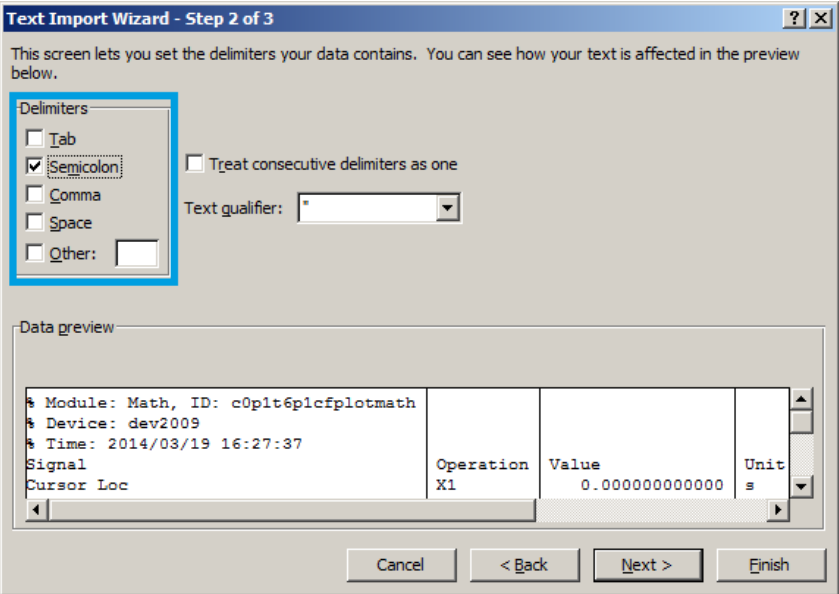 Text Import Wizard - Step 2 of 3
This screen lets you set the delimiters your data contains. You can see how your text is affected in the preview
below.
Delimiters
Tab
Semicolon
Comma
Space
Other:
Treat consecutive delimiters as one
Text qualifier: "
Data preview
% Module: Math, ID: c0p1t6p1cfplotmath
% Device: dev2009
% Time: 2014/03/19 16:27:37
Signal Operation Value Unit
Cursor Loc X1 0.000000000000 s
Cancel < Back Next > Finish